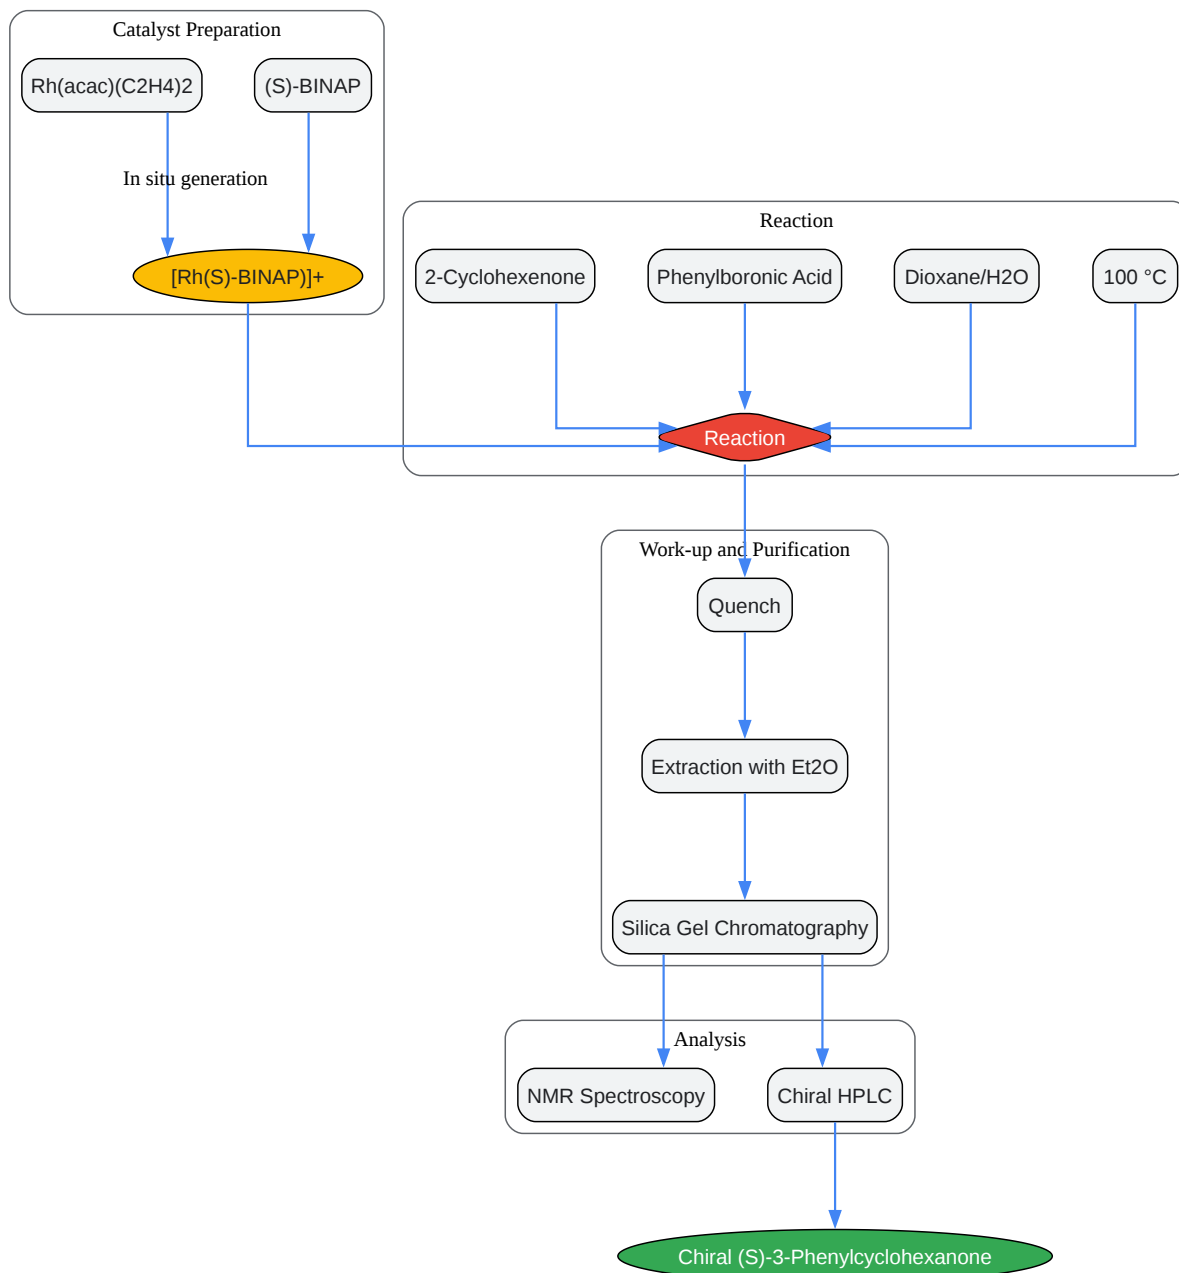 Catalyst Preparation
Rh(acac)(C2H4)2
(S)-BINAP
In situ generation
[Rh(S)-BINAP)]+
Reaction
2-Cyclohexenone
Phenylboronic Acid
Dioxane/H2O
100 °C
Reaction
Work-up and Purification
Quench
Extraction with Et2O
Silica Gel Chromatography
Analysis
NMR Spectroscopy
Chiral HPLC
Chiral (S)-3-Phenylcyclohexanone